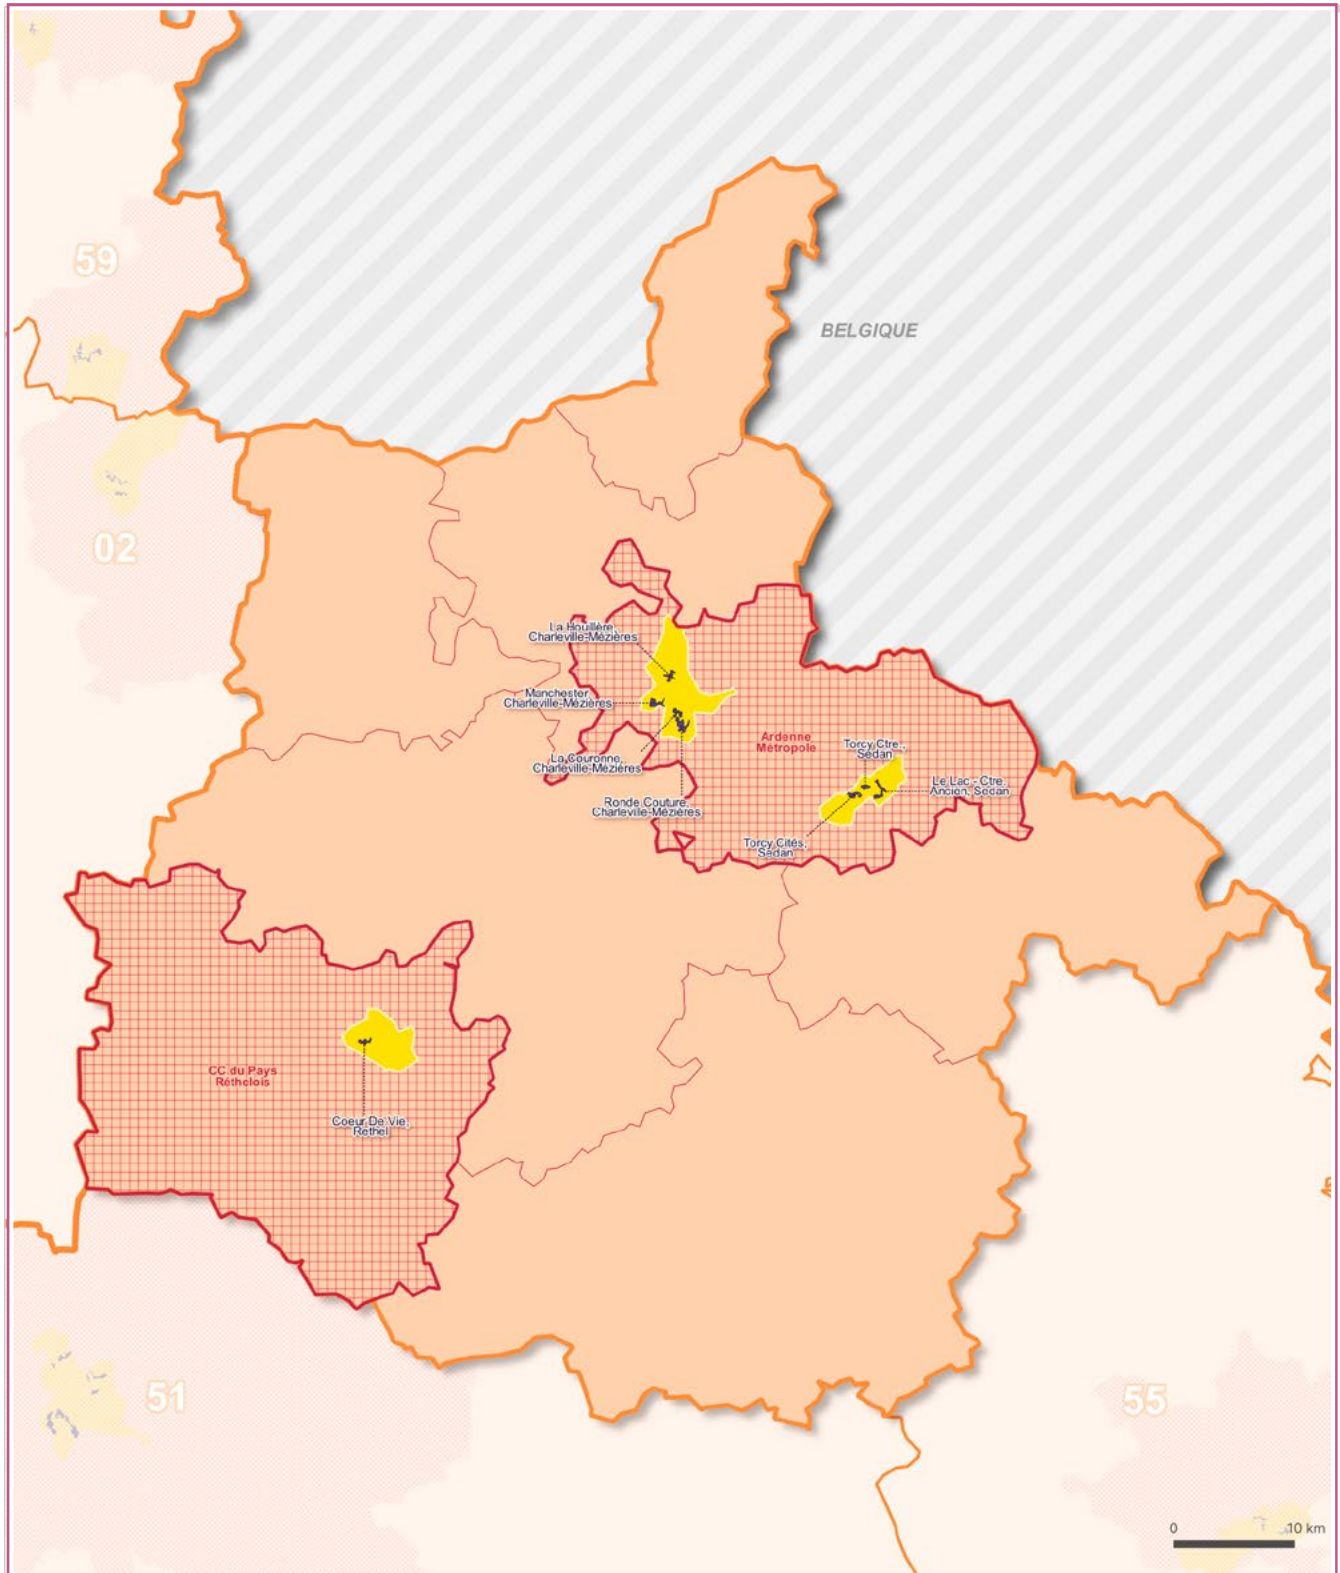 59
BELGIQUE
02
La Houillère,
Charleville-Mézières
Manchester,
Charleville-Mézières
Ardenne
Métropole
Torcy Ctre.,
Sedan
La Couronne,
Charleville-Mézières
Le Lac - Ctre.
Ancien, Sedan
Ronde Couture,
Charleville-Mézières
Torcy Cités,
Sedan
CC du Pays
Rethélois
Coeur De Vie,
Rethel
51
55
0 10 km